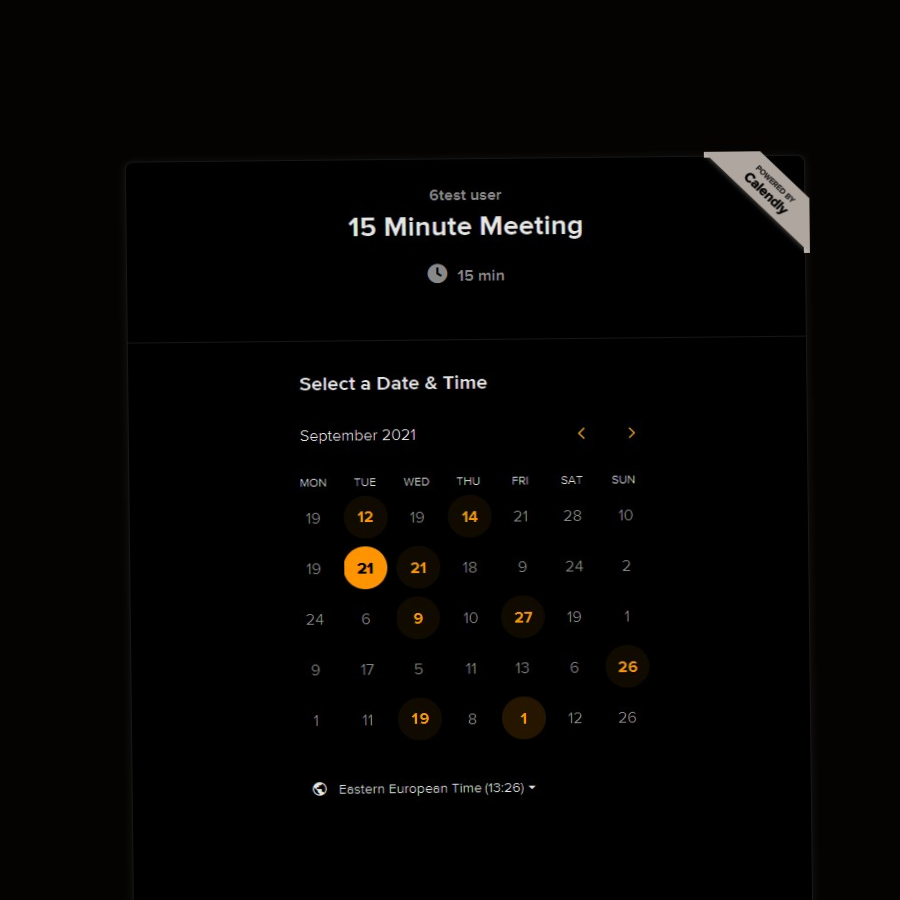 POWERED BY
Calendly
6test user
15 Minute Meeting
15 min
Select a Date & Time
September 2021
MON TUE WED THU FRI SAT SUN
19 12 19 14 21 28 10
19 21 21 18 9 24 2
24 6 9 10 27 19 1
9 17 5 11 13 6 26
1 11 19 8 1 12 26
Eastern European Time (13:26)